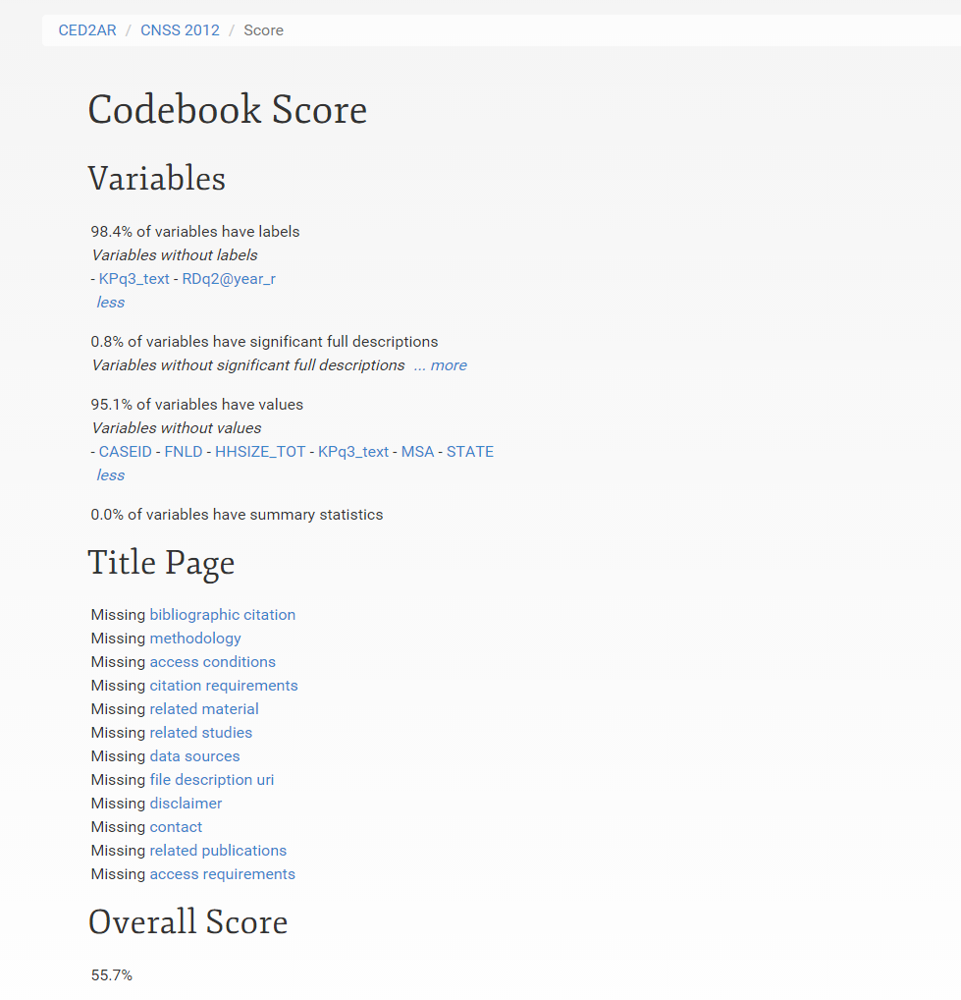 CED2AR / CNSS 2012 / Score
Codebook Score
Variables
98.4% of variables have labels
Variables without labels
- KPq3_text - RDq2@year_r
less
0.8% of variables have significant full descriptions
Variables without significant full descriptions ... more
95.1% of variables have values
Variables without values
- CASEID - FNLD - HHSIZE_TOT - KPq3_text - MSA - STATE
less
0.0% of variables have summary statistics
Title Page
Missing bibliographic citation
Missing methodology
Missing access conditions
Missing citation requirements
Missing related material
Missing related studies
Missing data sources
Missing file description uri
Missing disclaimer
Missing contact
Missing related publications
Missing access requirements
Overall Score
55.7%